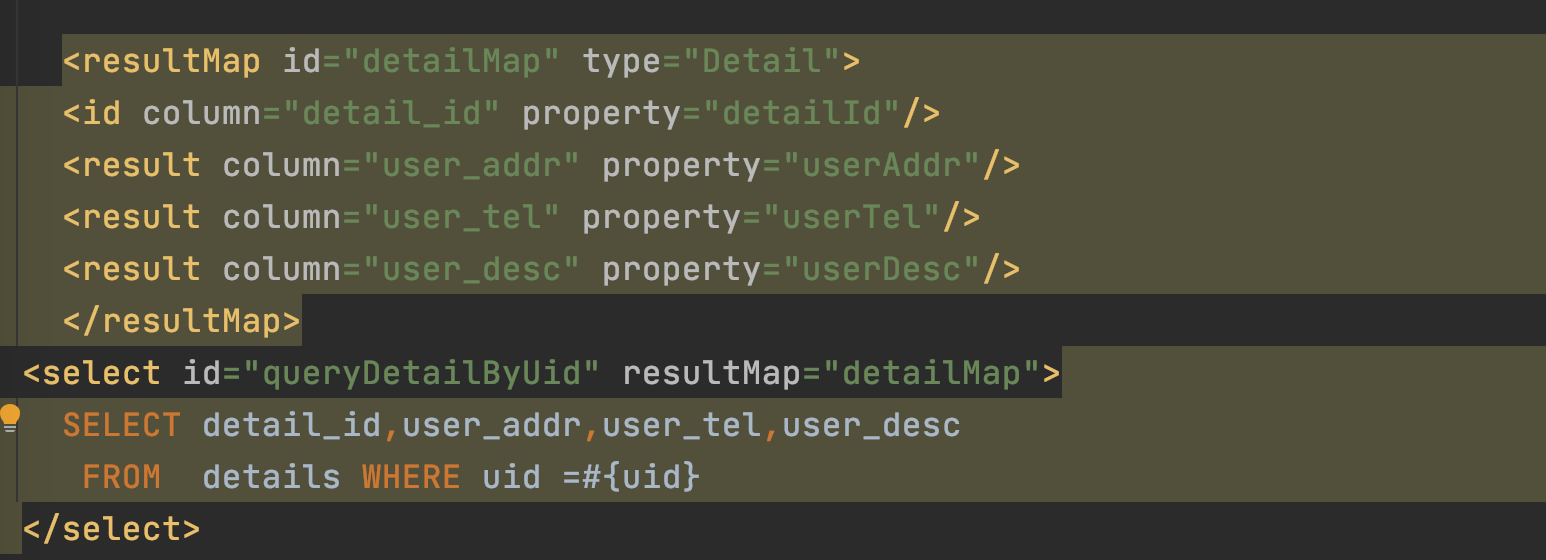 <resultMap id="detailMap" type="Detail">
<id column="detail_id" property="detailId"/>
<result column="user_addr" property="userAddr"/>
<result column="user_tel" property="userTel"/>
<result column="user_desc" property="userDesc"/>
</resultMap>
<select id="queryDetailByUid" resultMap="detailMap">
SELECT detail_id,user_addr,user_tel,user_desc
FROM  details WHERE uid =#{uid}
</select>